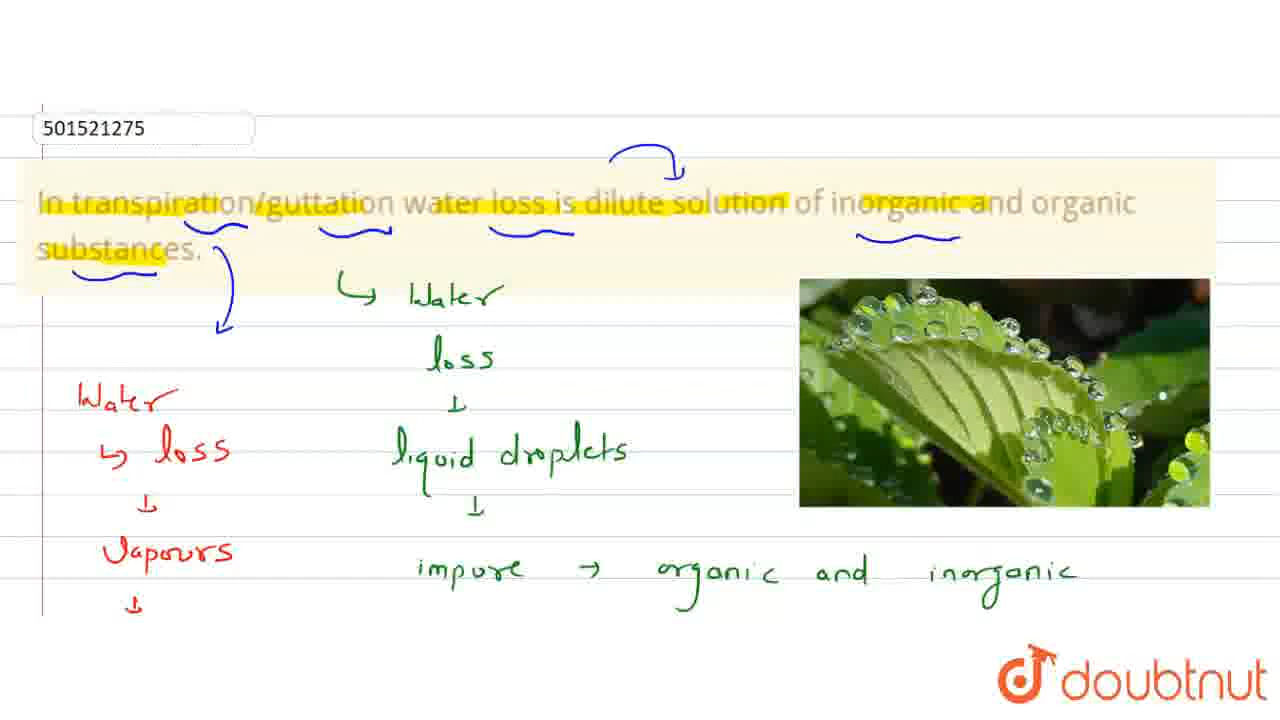 501521275
In transpiration/guttation water loss is dilute solution of inorganic and organic
substances.
↳ Water
loss
↓
liquid droplets
↓
impure → organic and inorganic
Water
↳ loss
↓
Vapours
↓
doubtnut